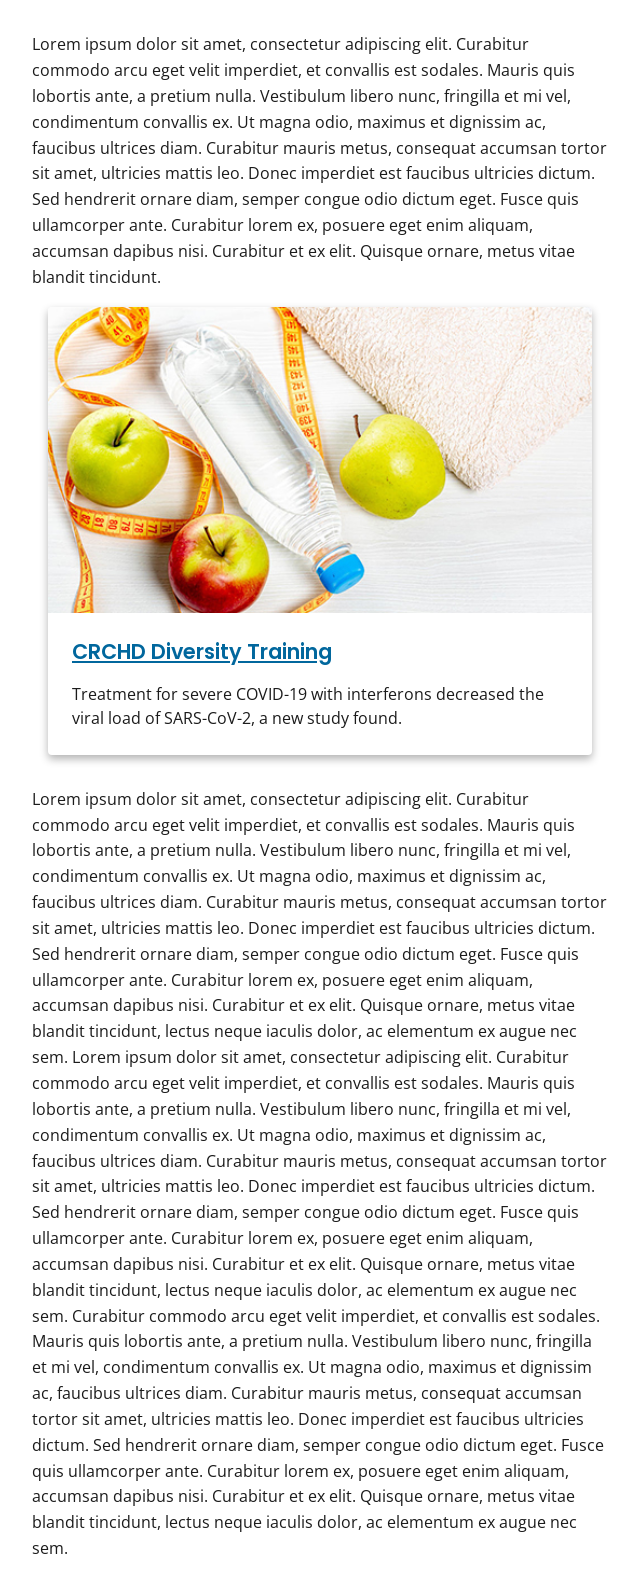 Lorem ipsum dolor sit amet, consectetur adipiscing elit. Curabitur
commodo arcu eget velit imperdiet, et convallis est sodales. Mauris quis
lobortis ante, a pretium nulla. Vestibulum libero nunc, fringilla et mi vel,
condimentum convallis ex. Ut magna odio, maximus et dignissim ac,
faucibus ultrices diam. Curabitur mauris metus, consequat accumsan tortor
sit amet, ultricies mattis leo. Donec imperdiet est faucibus ultricies dictum.
Sed hendrerit ornare diam, semper congue odio dictum eget. Fusce quis
ullamcorper ante. Curabitur lorem ex, posuere eget enim aliquam,
accumsan dapibus nisi. Curabitur et ex elit. Quisque ornare, metus vitae
blandit tincidunt.
CRCHD Diversity Training
Treatment for severe COVID-19 with interferons decreased the
viral load of SARS-CoV-2, a new study found.
Lorem ipsum dolor sit amet, consectetur adipiscing elit. Curabitur
commodo arcu eget velit imperdiet, et convallis est sodales. Mauris quis
lobortis ante, a pretium nulla. Vestibulum libero nunc, fringilla et mi vel,
condimentum convallis ex. Ut magna odio, maximus et dignissim ac,
faucibus ultrices diam. Curabitur mauris metus, consequat accumsan tortor
sit amet, ultricies mattis leo. Donec imperdiet est faucibus ultricies dictum.
Sed hendrerit ornare diam, semper congue odio dictum eget. Fusce quis
ullamcorper ante. Curabitur lorem ex, posuere eget enim aliquam,
accumsan dapibus nisi. Curabitur et ex elit. Quisque ornare, metus vitae
blandit tincidunt, lectus neque iaculis dolor, ac elementum ex augue nec
sem. Lorem ipsum dolor sit amet, consectetur adipiscing elit. Curabitur
commodo arcu eget velit imperdiet, et convallis est sodales. Mauris quis
lobortis ante, a pretium nulla. Vestibulum libero nunc, fringilla et mi vel,
condimentum convallis ex. Ut magna odio, maximus et dignissim ac,
faucibus ultrices diam. Curabitur mauris metus, consequat accumsan tortor
sit amet, ultricies mattis leo. Donec imperdiet est faucibus ultricies dictum.
Sed hendrerit ornare diam, semper congue odio dictum eget. Fusce quis
ullamcorper ante. Curabitur lorem ex, posuere eget enim aliquam,
accumsan dapibus nisi. Curabitur et ex elit. Quisque ornare, metus vitae
blandit tincidunt, lectus neque iaculis dolor, ac elementum ex augue nec
sem. Curabitur commodo arcu eget velit imperdiet, et convallis est sodales.
Mauris quis lobortis ante, a pretium nulla. Vestibulum libero nunc, fringilla
et mi vel, condimentum convallis ex. Ut magna odio, maximus et dignissim
ac, faucibus ultrices diam. Curabitur mauris metus, consequat accumsan
tortor sit amet, ultricies mattis leo. Donec imperdiet est faucibus ultricies
dictum. Sed hendrerit ornare diam, semper congue odio dictum eget. Fusce
quis ullamcorper ante. Curabitur lorem ex, posuere eget enim aliquam,
accumsan dapibus nisi. Curabitur et ex elit. Quisque ornare, metus vitae
blandit tincidunt, lectus neque iaculis dolor, ac elementum ex augue nec
sem.